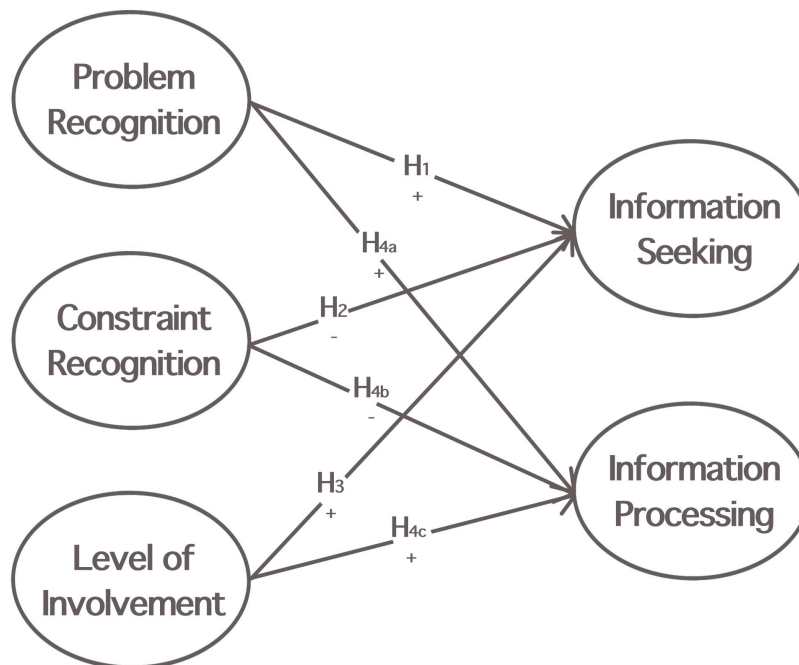 Problem
Recognition
H1
+
Information
Seeking
H4a
+
Constraint
Recognition
H2
-
H4b
-
Information
Processing
H3
+
H4c
+
Level of
Involvement